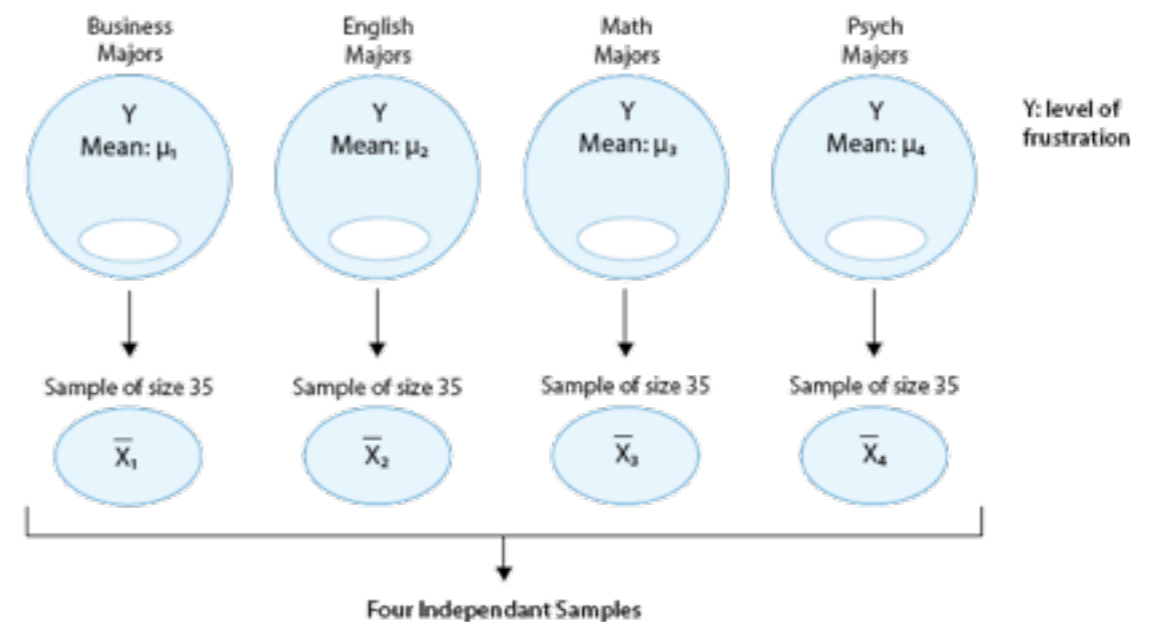 Business
Majors
English
Majors
Math
Majors
Psych
Majors
Y
Mean: μ₁
Y
Mean: μ₂
Y
Mean: μ₃
Y
Mean: μ₄
Y: level of
frustration
Sample of size 35
Sample of size 35
Sample of size 35
Sample of size 35
X̅₁
X̅₂
X̅₃
X̅₄
Four Independant Samples